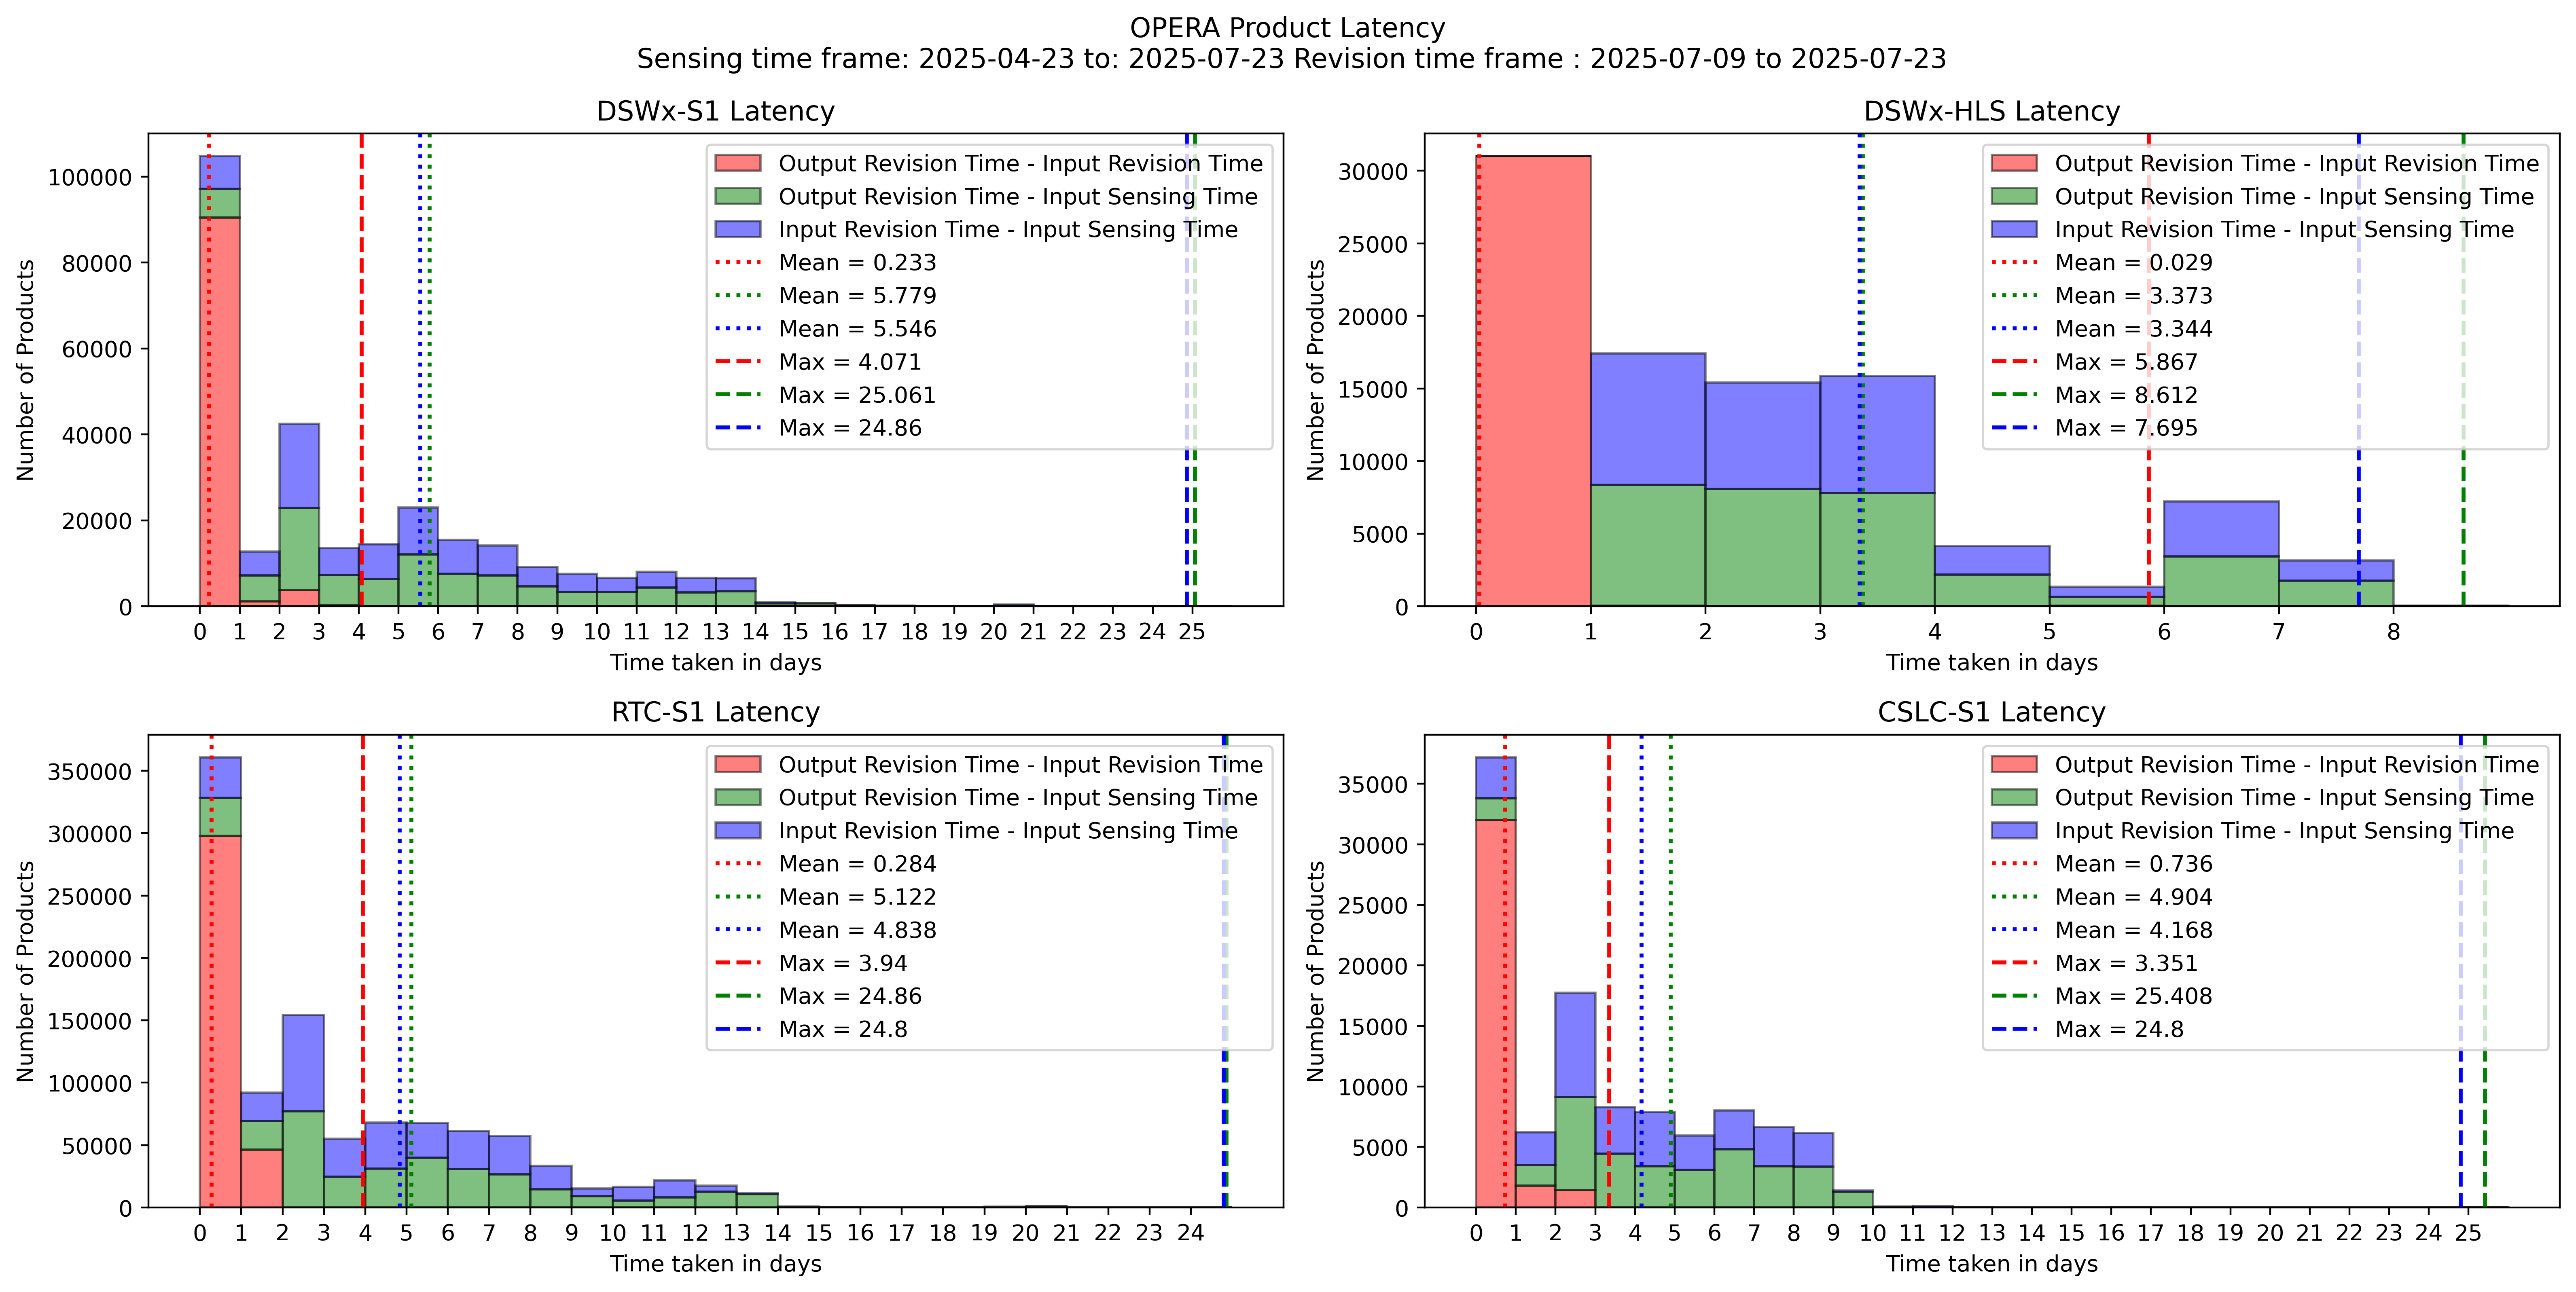 OPERA Product Latency
Sensing time frame: 2025-04-23 to: 2025-07-23 Revision time frame : 2025-07-09 to 2025-07-23
DSWx-S1 Latency
Number of Products
100000
80000
60000
40000
20000
0
0 1 2 3 4 5 6 7 8 9 10 11 12 13 14 15 16 17 18 19 20 21 22 23 24 25
Time taken in days
Output Revision Time - Input Revision Time
Output Revision Time - Input Sensing Time
Input Revision Time - Input Sensing Time
Mean = 0.233
Mean = 5.779
Mean = 5.546
Max = 4.071
Max = 25.061
Max = 24.86
DSWx-HLS Latency
Number of Products
30000
25000
20000
15000
10000
5000
0
0 1 2 3 4 5 6 7 8
Time taken in days
Output Revision Time - Input Revision Time
Output Revision Time - Input Sensing Time
Input Revision Time - Input Sensing Time
Mean = 0.029
Mean = 3.373
Mean = 3.344
Max = 5.867
Max = 8.612
Max = 7.695
RTC-S1 Latency
Number of Products
350000
300000
250000
200000
150000
100000
50000
0
0 1 2 3 4 5 6 7 8 9 10 11 12 13 14 15 16 17 18 19 20 21 22 23 24
Time taken in days
Output Revision Time - Input Revision Time
Output Revision Time - Input Sensing Time
Input Revision Time - Input Sensing Time
Mean = 0.284
Mean = 5.122
Mean = 4.838
Max = 3.94
Max = 24.86
Max = 24.8
CSLC-S1 Latency
Number of Products
35000
30000
25000
20000
15000
10000
5000
0
0 1 2 3 4 5 6 7 8 9 10 11 12 13 14 15 16 17 18 19 20 21 22 23 24 25
Time taken in days
Output Revision Time - Input Revision Time
Output Revision Time - Input Sensing Time
Input Revision Time - Input Sensing Time
Mean = 0.736
Mean = 4.904
Mean = 4.168
Max = 3.351
Max = 25.408
Max = 24.8